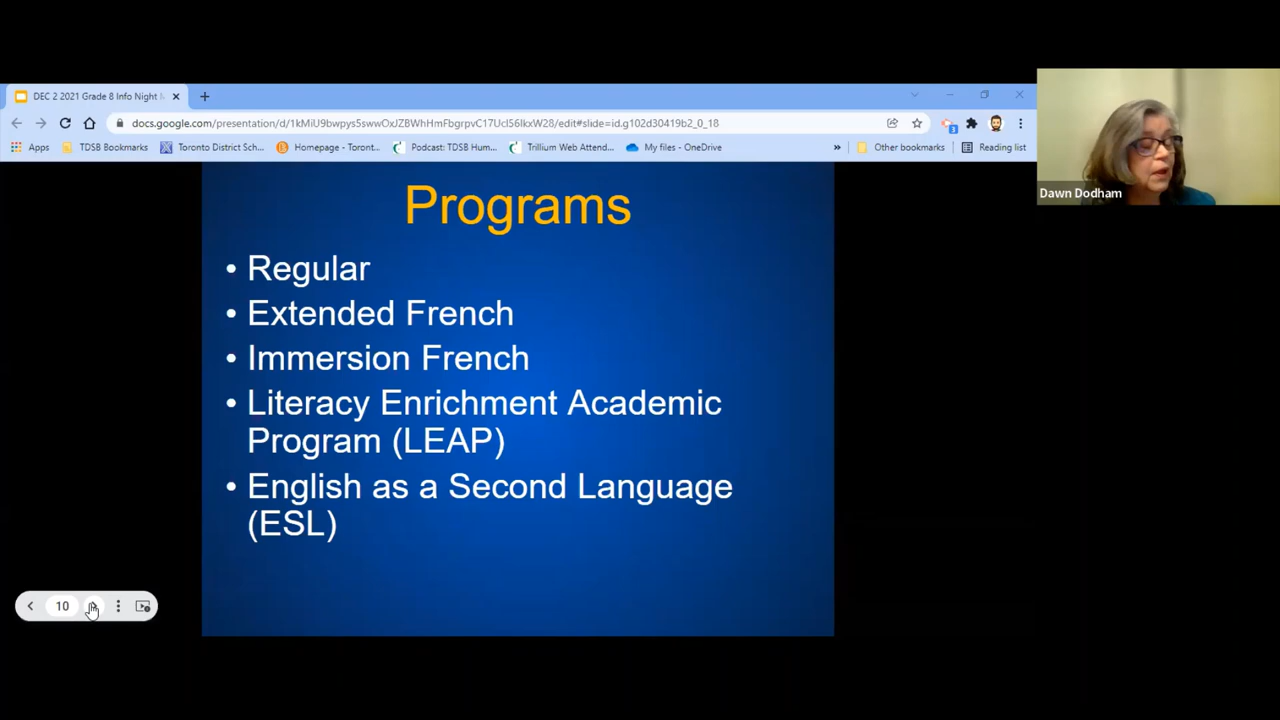 DEC 2 2021 Grade 8 Info Night
docs.google.com/presentation/d/1kMiU9bwpys5swwOxJZBWhHmFbgrpvC17UcI56IkxW28/edit#slide=id.g102d30419b2_0_18
Apps TDSB Bookmarks Toronto District Sch... Homepage - Toront... Podcast: TDSB Hum... Trillium Web Attend... My files - OneDrive » Other bookmarks Reading list
Dawn Dodham
Programs
• Regular
• Extended French
• Immersion French
• Literacy Enrichment Academic
Program (LEAP)
• English as a Second Language
(ESL)
10